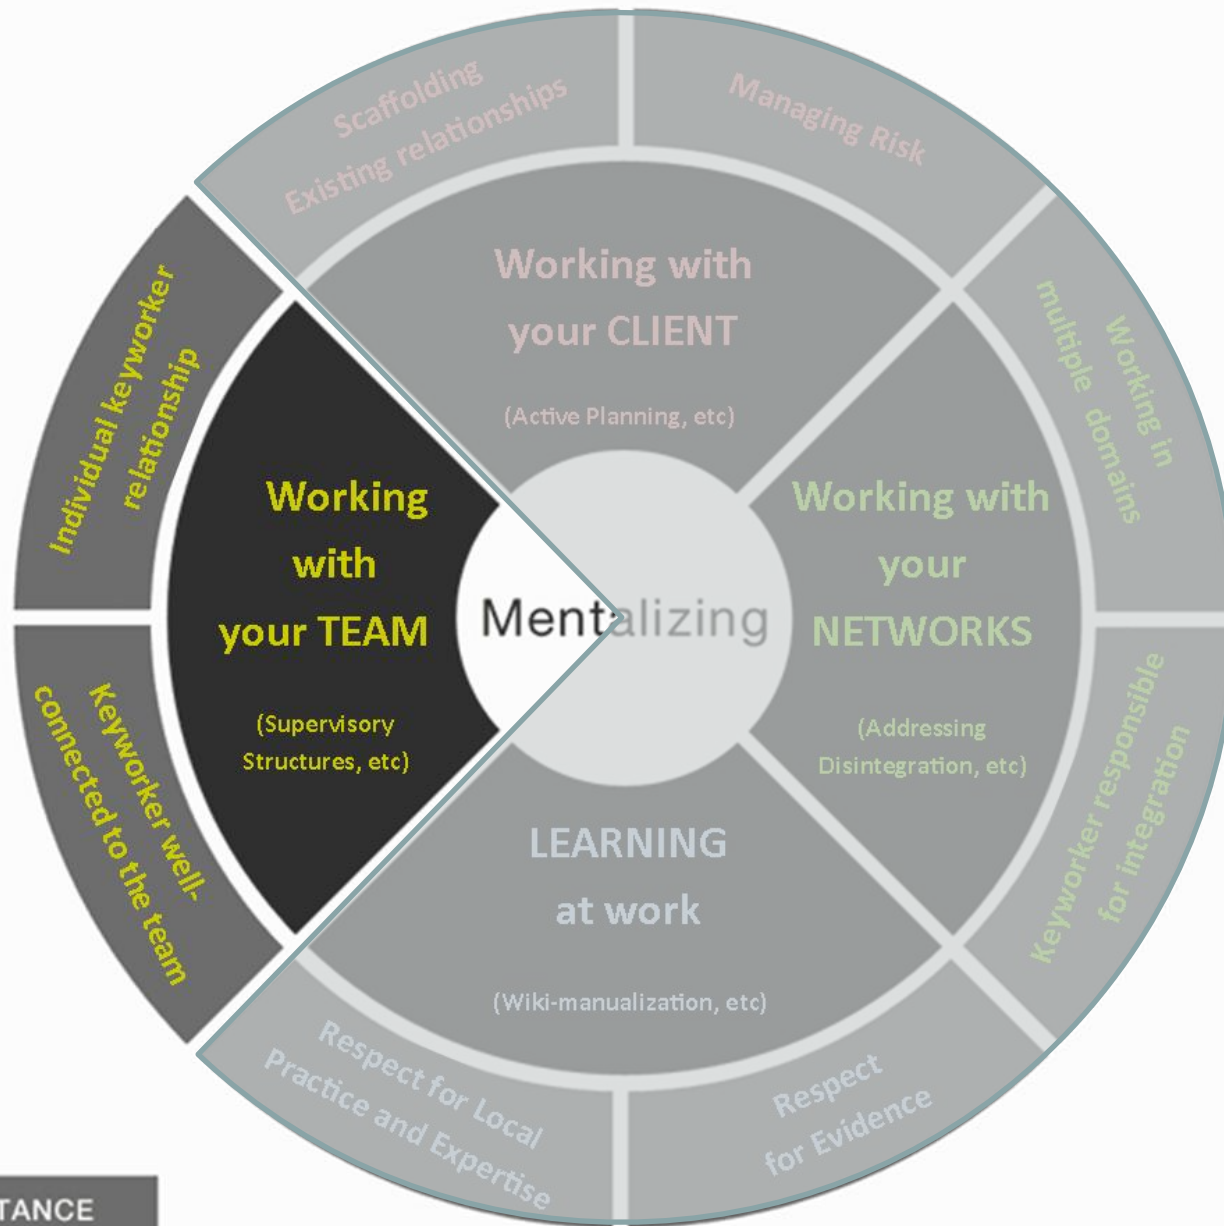 Scaffolding
Existing relationships
Managing Risk
Working with
your CLIENT
(Active Planning, etc)
Individual keyworker
relationship
Working in
multiple domains
Working
with
your TEAM
(Supervisory
Structures, etc)
Mentalizing
Working with
your
NETWORKS
(Addressing
Disintegration, etc)
Keyworker well-
connected to the team
Keyworker responsible
for integration
LEARNING
at work
(Wiki-manualization, etc)
Respect for Local
Practice and Expertise
Respect
for Evidence